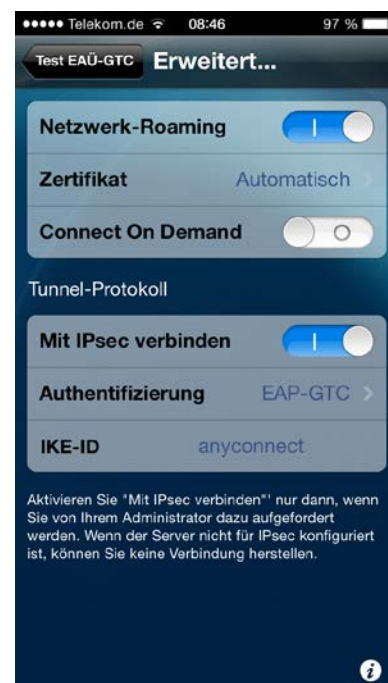 Telekom.de 08:46 97 %
Test EAÜ-GTC Erweitert...
Netzwerk-Roaming
Zertifikat Automatisch
Connect On Demand
Tunnel-Protokoll
Mit IPsec verbinden
Authentifizierung EAP-GTC
IKE-ID anyconnect
Aktivieren Sie "Mit IPsec verbinden"' nur dann, wenn
Sie von Ihrem Administrator dazu aufgefordert
werden. Wenn der Server nicht für IPsec konfiguriert
ist, können Sie keine Verbindung herstellen.